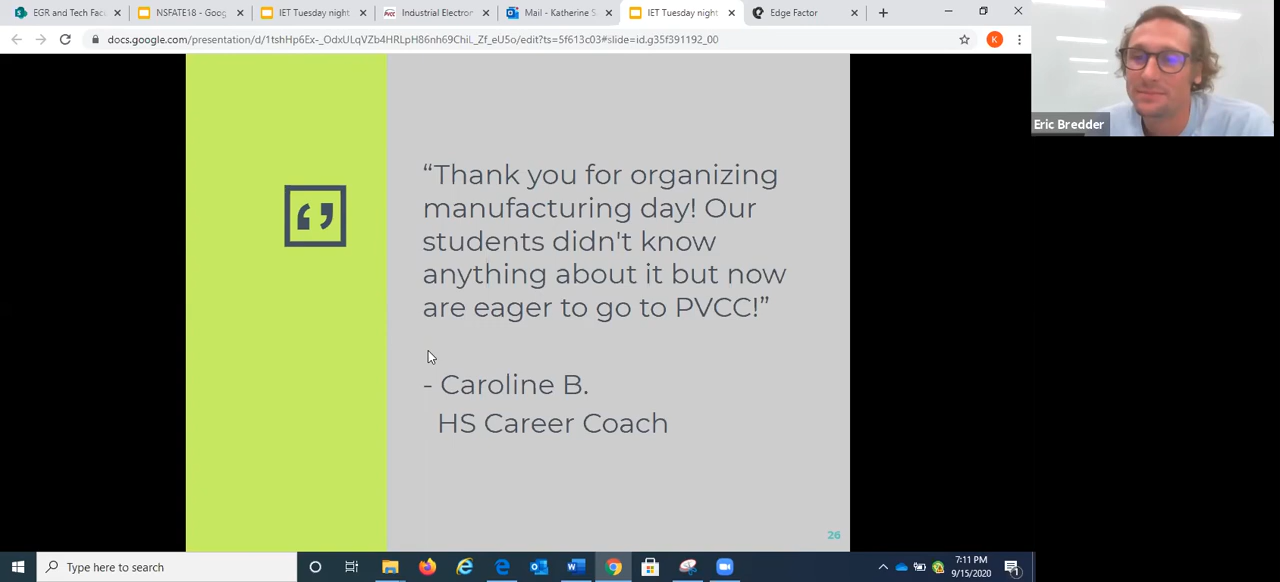 EGR and Tech Fac
NSFATE18 - Goog
IET Tuesday night
Industrial Electron
Mail - Katherine S
IET Tuesday night
Edge Factor
docs.google.com/presentation/d/1tshHp6Ex-_OdxULqVZb4HRLpH86nh69ChiL_Zf_eU5o/edit?ts=5f613c03#slide=id.g35f391192_00
K
Eric Bredder
“Thank you for organizing
manufacturing day! Our
students didn't know
anything about it but now
are eager to go to PVCC!”
- Caroline B.
HS Career Coach
26
Type here to search
7:11 PM
9/15/2020
1